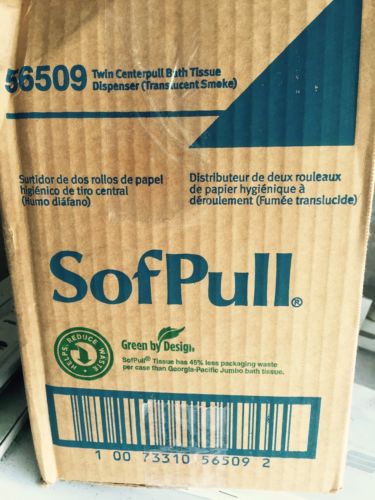 56509 Twin Centerpull Bath Tissue
Dispenser (Translucent Smoke)
Surtidor de dos rollos de papel
higiénico de tiro central
(Humo diáfano)
Distributeur de deux rouleaux
de papier hygiénique à
déroulement (Fumée translucide)
SofPull®
HELPS REDUCE WASTE
Green by Design.
SofPull® Tissue has 45% less packaging waste
per case than Georgia-Pacific Jumbo bath tissue.
1 00 73310 56509 2